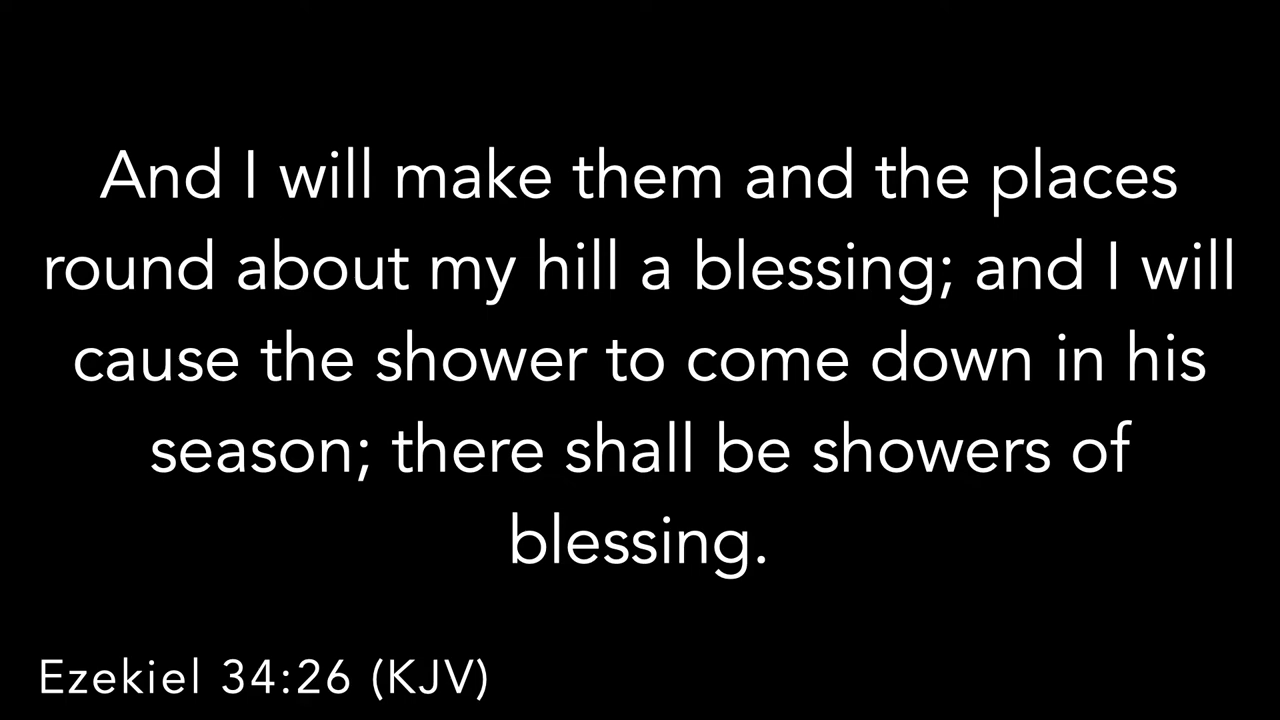 And I will make them and the places
round about my hill a blessing; and I will
cause the shower to come down in his
season; there shall be showers of
blessing.
Ezekiel 34:26 (KJV)